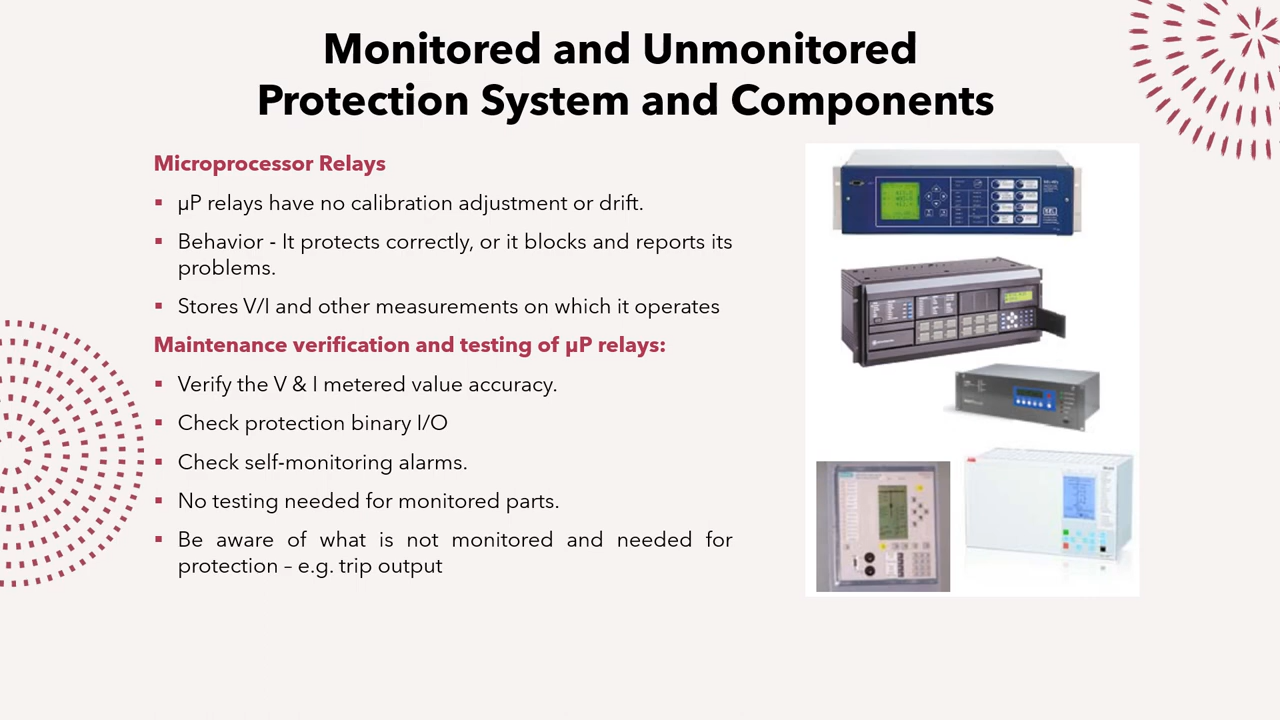 Monitored and Unmonitored
Protection System and Components
Microprocessor Relays
▪ µP relays have no calibration adjustment or drift.
▪ Behavior - It protects correctly, or it blocks and reports its
problems.
▪ Stores V/I and other measurements on which it operates
Maintenance verification and testing of µP relays:
▪ Verify the V & I metered value accuracy.
▪ Check protection binary I/O
▪ Check self-monitoring alarms.
▪ No testing needed for monitored parts.
▪ Be aware of what is not monitored and needed for
protection – e.g. trip output
SEL
ABB